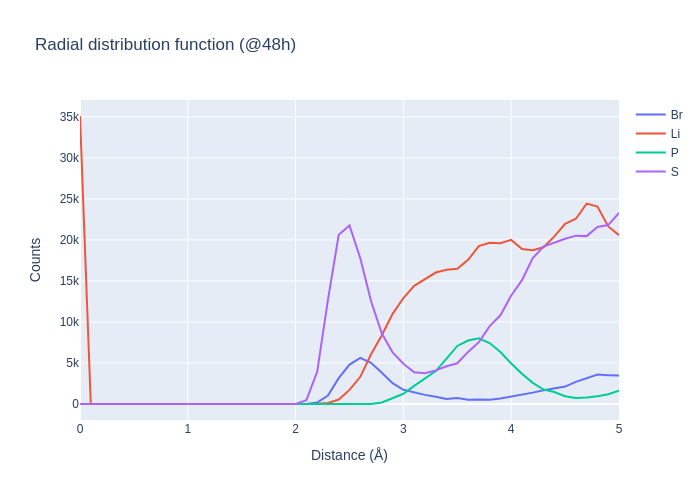 Radial distribution function (@48h)
35k
30k
25k
20k
15k
10k
5k
0
Counts
0 1 2 3 4 5
Distance (Å)
Br
Li
P
S